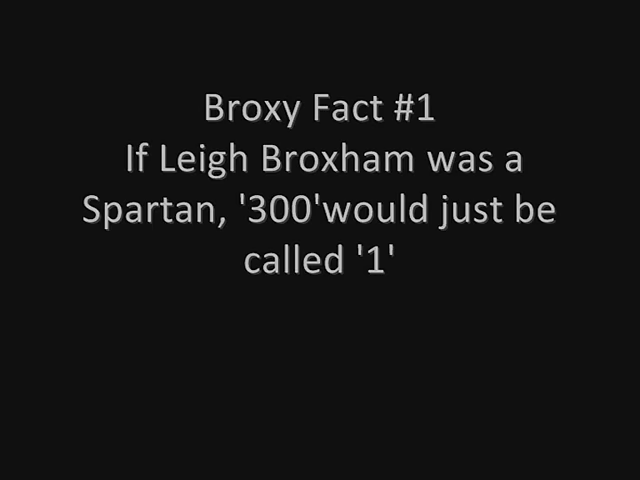 Broxy Fact #1
If Leigh Broxham was a
Spartan, '300'would just be
called '1'